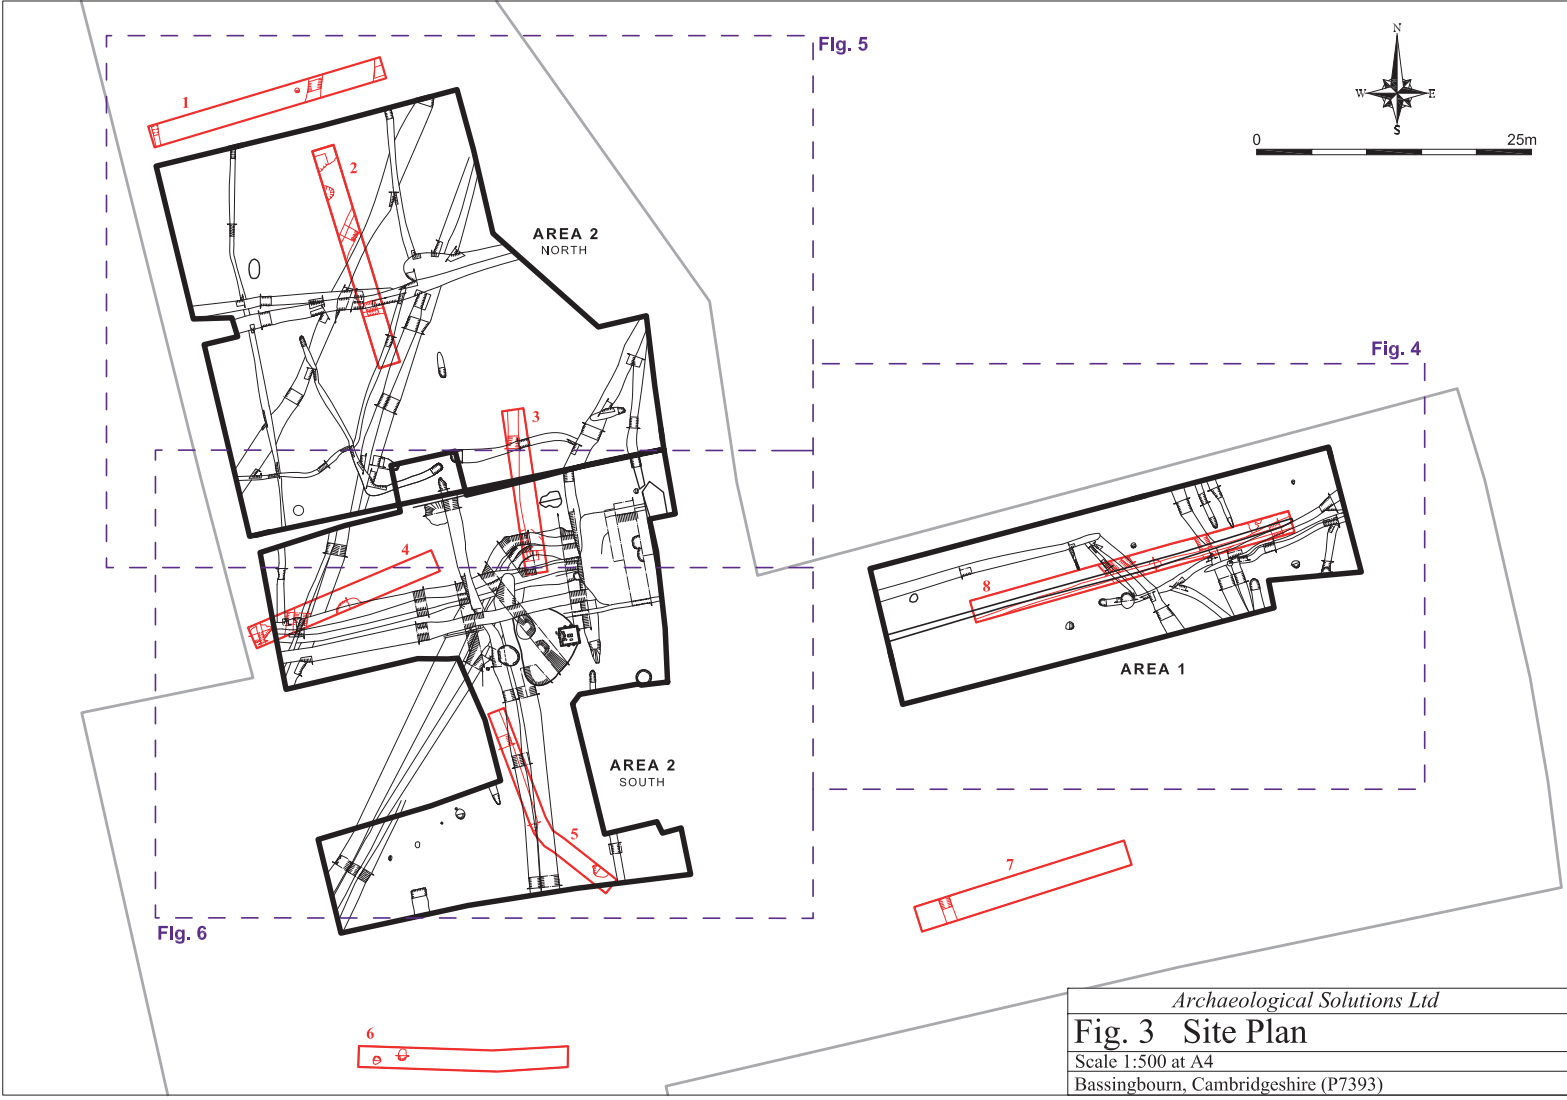 FIg. 5
N
W E
S
0 25m
1
2
AREA 2
NORTH
Fig. 4
3
4
8
AREA 1
AREA 2
SOUTH
5
7
FIg. 6
6
Archaeological Solutions Ltd
Fig. 3 Site Plan
Scale 1:500 at A4
Bassingbourn, Cambridgeshire (P7393)